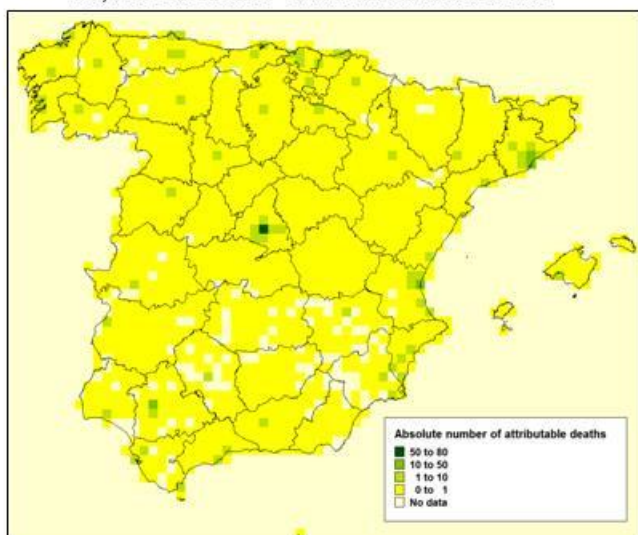 Absolute number of attributable deaths
50 to 80
10 to 50
1 to 10
0 to 1
No data